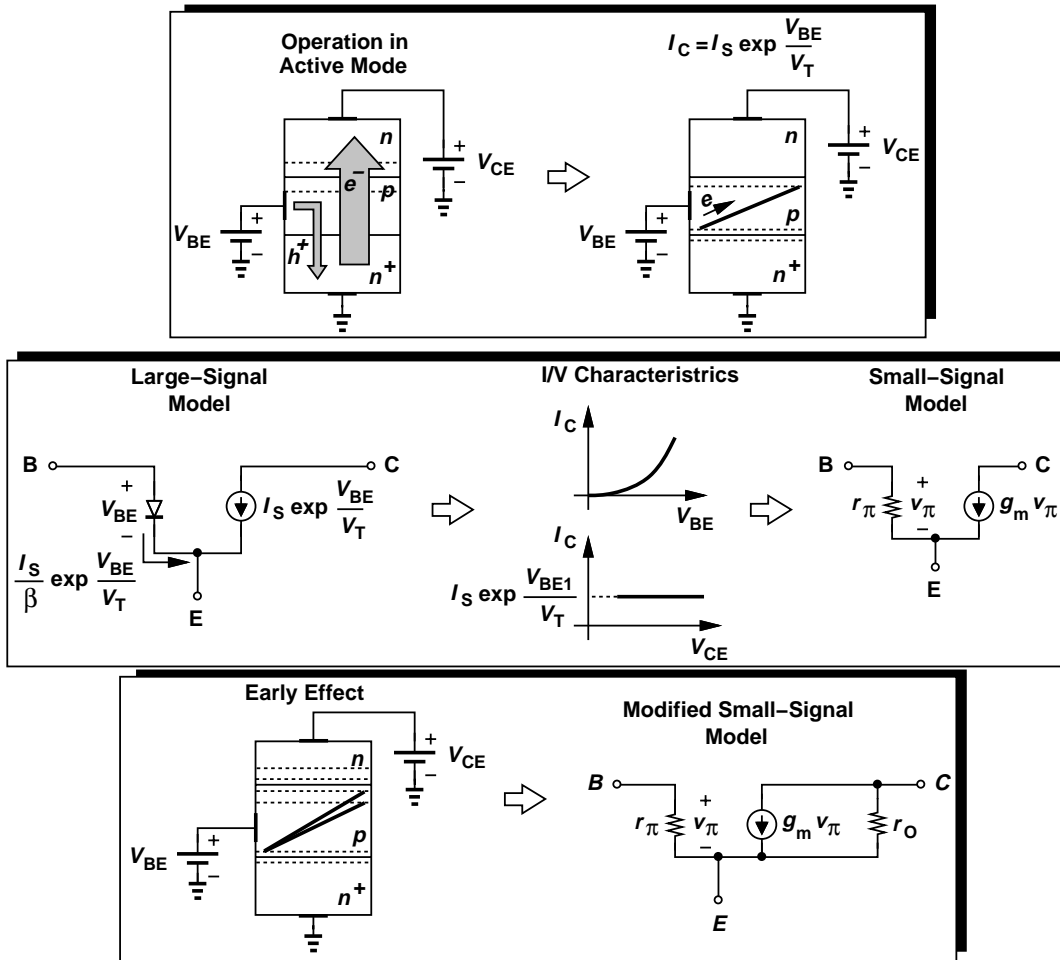 Operation in
Active Mode
I_C = I_S exp V_BE / V_T
n
e⁻
p
h⁺
n⁺
+
−
V_BE
+
−
V_CE
n
e
p
n⁺
+
−
V_BE
+
−
V_CE
Large–Signal
Model
B
C
+
V_BE
−
I_S exp V_BE / V_T
I_S / β exp V_BE / V_T
E
I/V Characteristrics
I_C
V_BE
I_C
I_S exp V_BE1 / V_T
V_CE
Small–Signal
Model
B
C
r_π
+
v_π
−
g_m v_π
E
Early Effect
n
p
n⁺
+
−
V_BE
+
−
V_CE
Modified Small–Signal
Model
B
C
r_π
+
v_π
−
g_m v_π
r_O
E